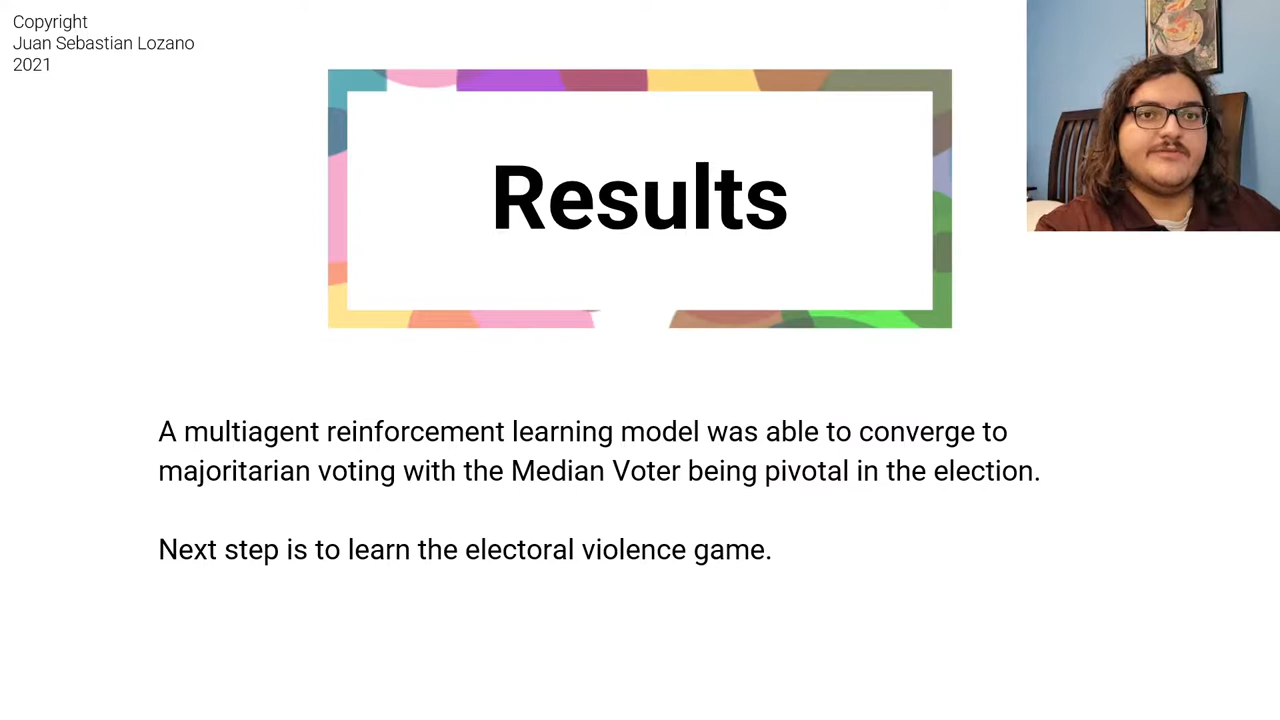 Copyright
Juan Sebastian Lozano
2021
Results
A multiagent reinforcement learning model was able to converge to
majoritarian voting with the Median Voter being pivotal in the election.
Next step is to learn the electoral violence game.